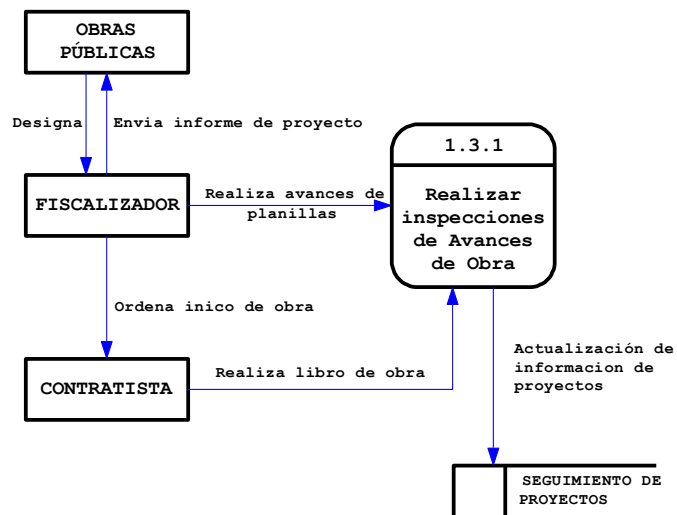 OBRAS
PÚBLICAS
Designa
Envia informe de proyecto
1.3.1
FISCALIZADOR
Realiza avances de
planillas
Realizar
inspecciones
de Avances
de Obra
Ordena inico de obra
CONTRATISTA
Realiza libro de obra
Actualización de
informacion de
proyectos
SEGUIMIENTO DE
PROYECTOS